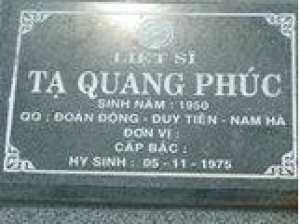 LIỆT SĨ
TẠ QUANG PHÚC
SINH NĂM : 1950
QQ : ĐOÀN ĐỘNG - DUY TIÊN - NAM HÀ
ĐƠN VỊ :
CẤP BẬC :
HY SINH : 05 - 11 - 1975